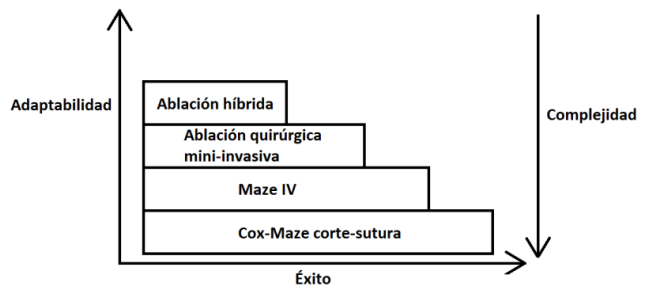 Adaptabilidad
Ablación híbrida
Ablación quirúrgica
mini-invasiva
Maze IV
Cox-Maze corte-sutura
Complejidad
Éxito